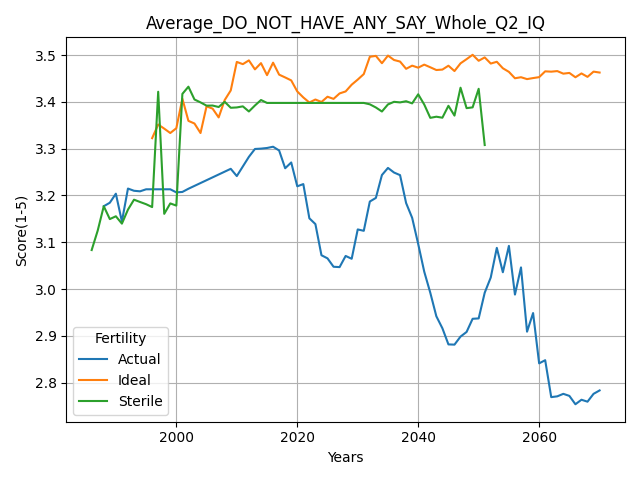 Average_DO_NOT_HAVE_ANY_SAY_Whole_Q2_IQ
3.5
3.4
3.3
3.2
3.1
3.0
2.9
2.8
Score(1-5)
Fertility
Actual
Ideal
Sterile
2000
2020
2040
2060
Years